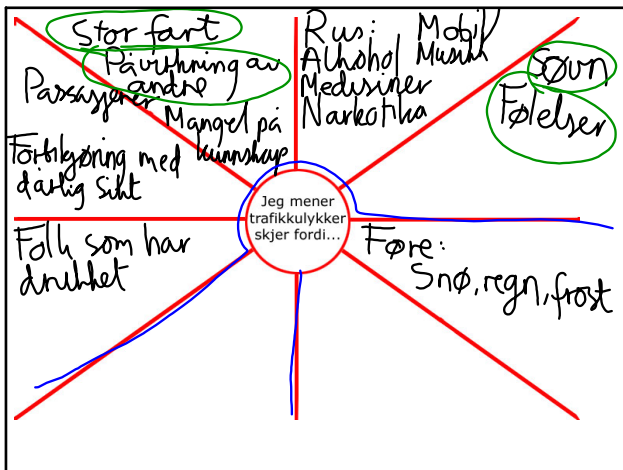 Stor fart
Påvirkning av
andre
Passasjerer
Mangel på
kunnskap
Forbikjøring med
dårlig sikt
Folk som har
drukket
Rus:
Alkohol
Medisiner
Narkotika
Mobil
Musikk
Søvn
Følelser
Jeg mener
trafikkulykker
skjer fordi...
Føre:
Snø, regn, frost